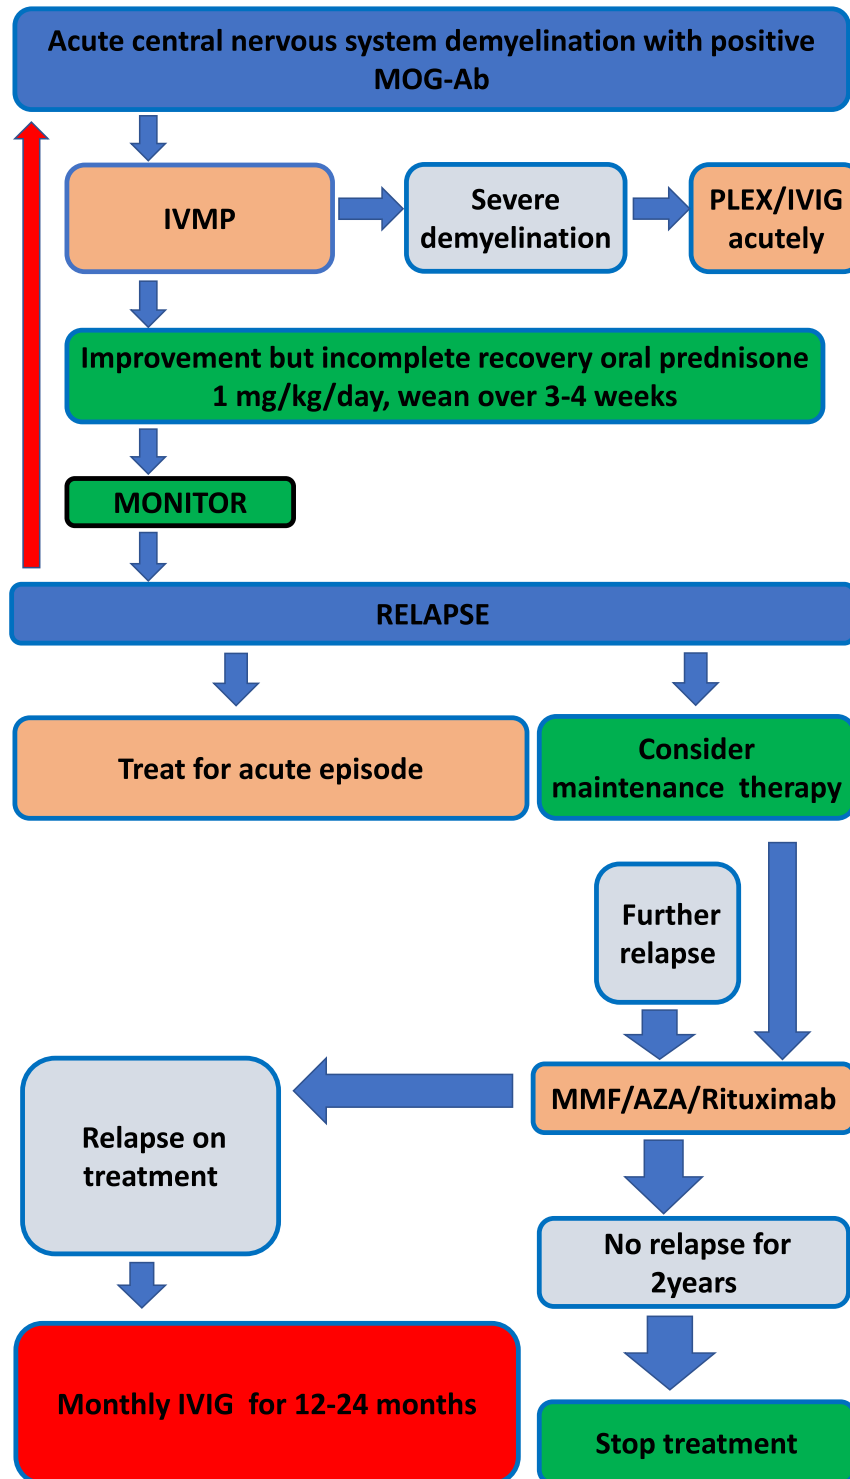 Acute central nervous system demyelination with positive
MOG-Ab
IVMP
Severe
demyelination
PLEX/IVIG
acutely
Improvement but incomplete recovery oral prednisone
1 mg/kg/day, wean over 3-4 weeks
MONITOR
RELAPSE
Treat for acute episode
Consider
maintenance therapy
Further
relapse
MMF/AZA/Rituximab
Relapse on
treatment
No relapse for
2years
Monthly IVIG for 12-24 months
Stop treatment